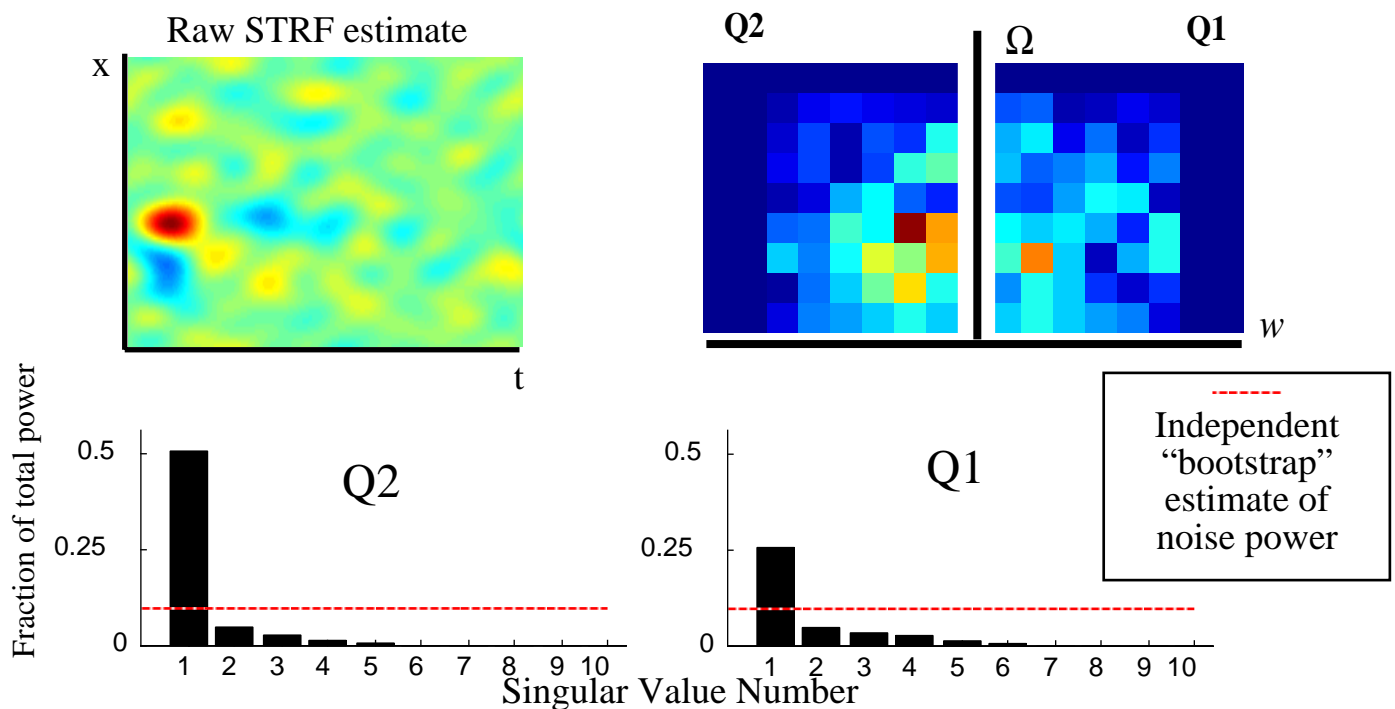 Raw STRF estimate
x
t
Q2
Ω
Q1
w
Fraction of total power
0.5
0.25
0
Q2
1 2 3 4 5 6 7 8 9 10
0.5
0.25
0
Q1
1 2 3 4 5 6 7 8 9 10
Singular Value Number
Independent
“bootstrap”
estimate of
noise power